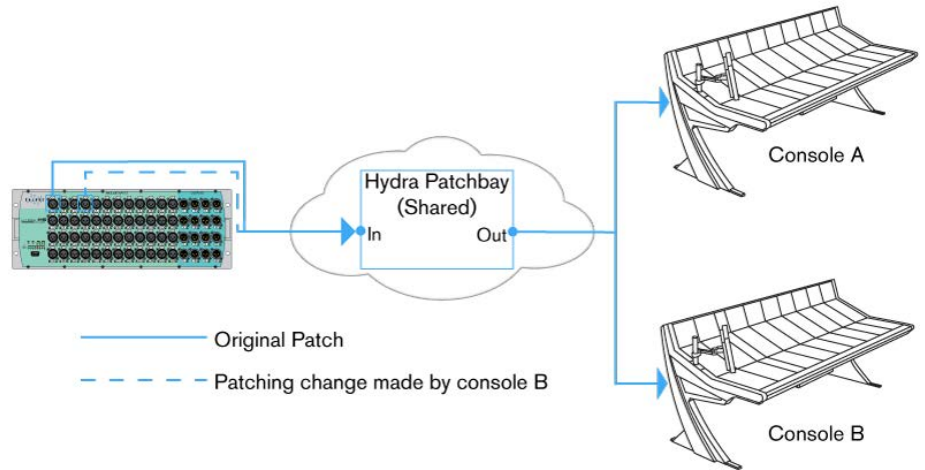 Hydra Patchbay
(Shared)
In
Out
Console A
Original Patch
Patching change made by console B
Console B